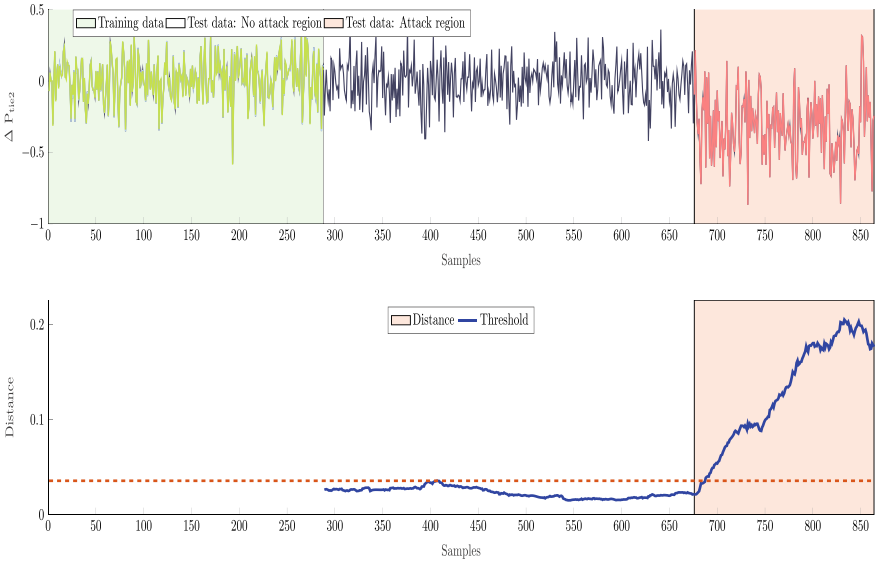 Training data Test data: No attack region Test data: Attack region
0.5
0
−0.5
−1
Δ P_tie2
0 50 100 150 200 250 300 350 400 450 500 550 600 650 700 750 800 850
Samples
Distance Threshold
0.2
0.1
0
Distance
0 50 100 150 200 250 300 350 400 450 500 550 600 650 700 750 800 850
Samples